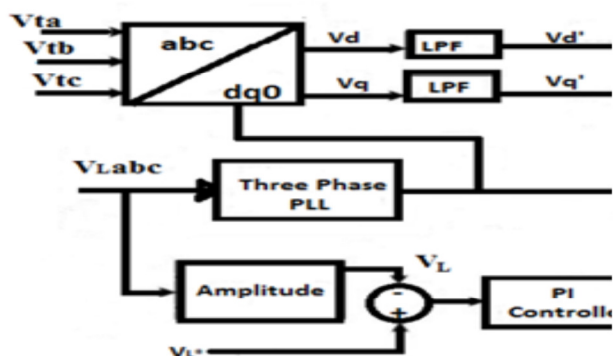 Vta
Vtb
Vtc
abc
dq0
Vd
Vq
LPF
LPF
Vd*
Vq*
VLabc
Three Phase
PLL
Amplitude
VL
-
+
PI
Controlle
VL*